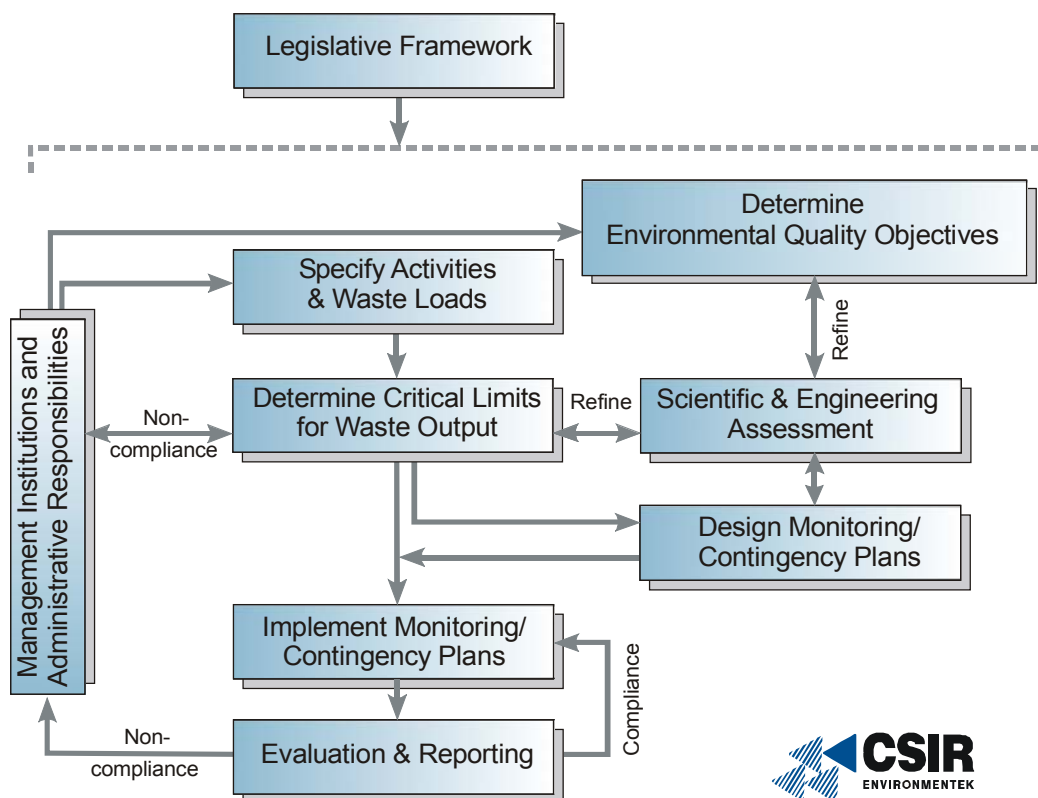 Legislative Framework
Determine
Environmental Quality Objectives
Specify Activities
& Waste Loads
Refine
Management Institutions and
Administrative Responsibilities
Non-
compliance
Determine Critical Limits
for Waste Output
Refine
Scientific & Engineering
Assessment
Design Monitoring/
Contingency Plans
Implement Monitoring/
Contingency Plans
Compliance
Non-
compliance
Evaluation & Reporting
CSIR
ENVIRONMENTEK